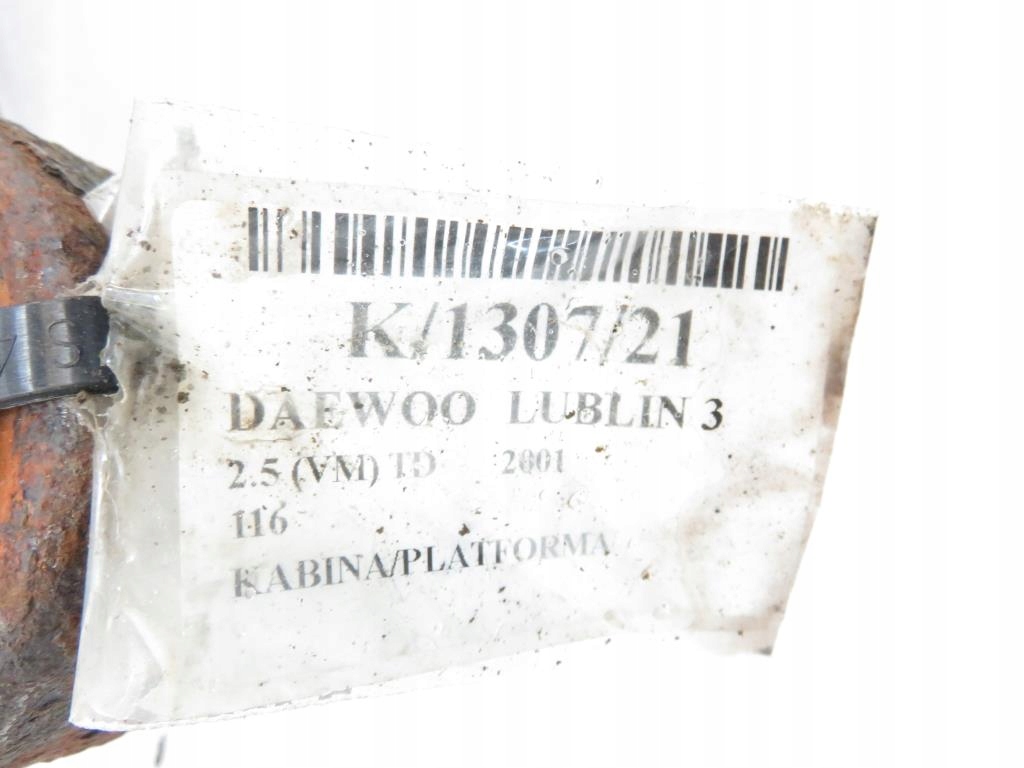 K/1307/21
DAEWOO LUBLIN 3
2.5 (VM) TD 2001
116
KABINA/PLATFORMA
S